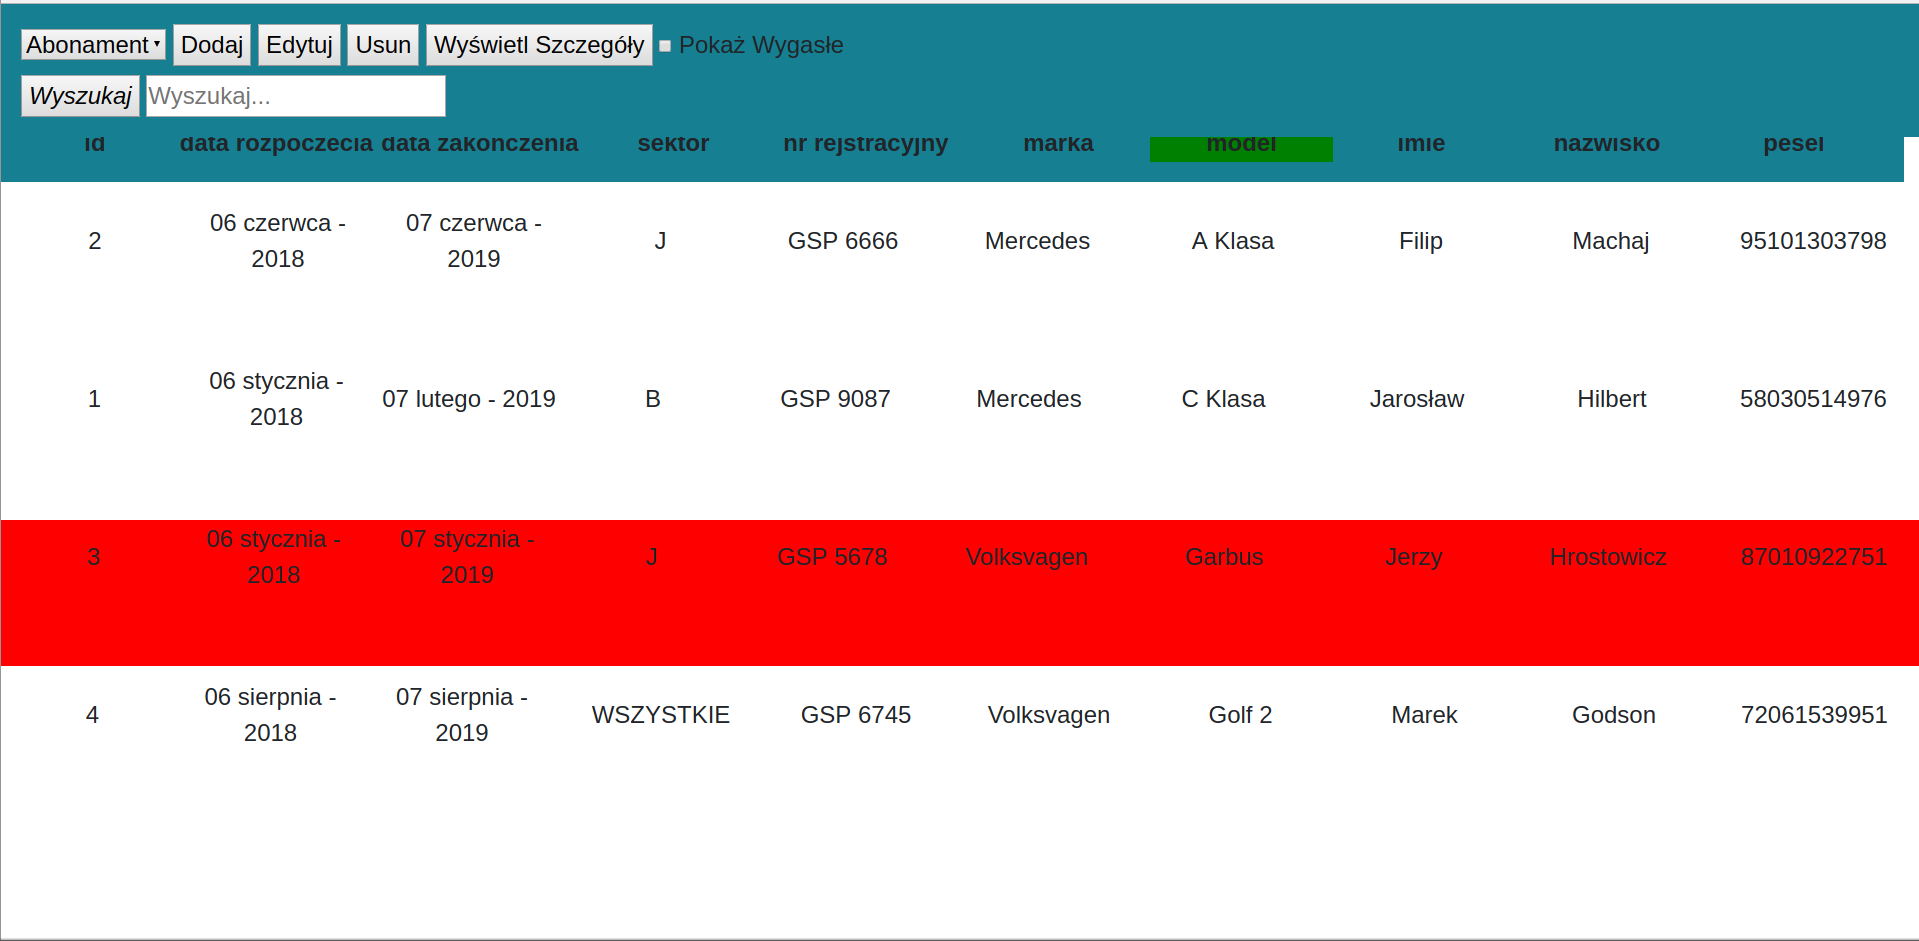 Abonament Dodaj Edytuj Usun Wyświetl Szczegóły Pokaż Wygasłe
Wyszukaj Wyszukaj...
id data rozpoczecia data zakonczenia sektor nr rejstracyjny marka model imie nazwisko pesel
2 06 czerwca - 2018 07 czerwca - 2019 J GSP 6666 Mercedes A Klasa Filip Machaj 95101303798
1 06 stycznia - 2018 07 lutego - 2019 B GSP 9087 Mercedes C Klasa Jarosław Hilbert 58030514976
3 06 stycznia - 2018 07 stycznia - 2019 J GSP 5678 Volksvagen Garbus Jerzy Hrostowicz 87010922751
4 06 sierpnia - 2018 07 sierpnia - 2019 WSZYSTKIE GSP 6745 Volksvagen Golf 2 Marek Godson 72061539951